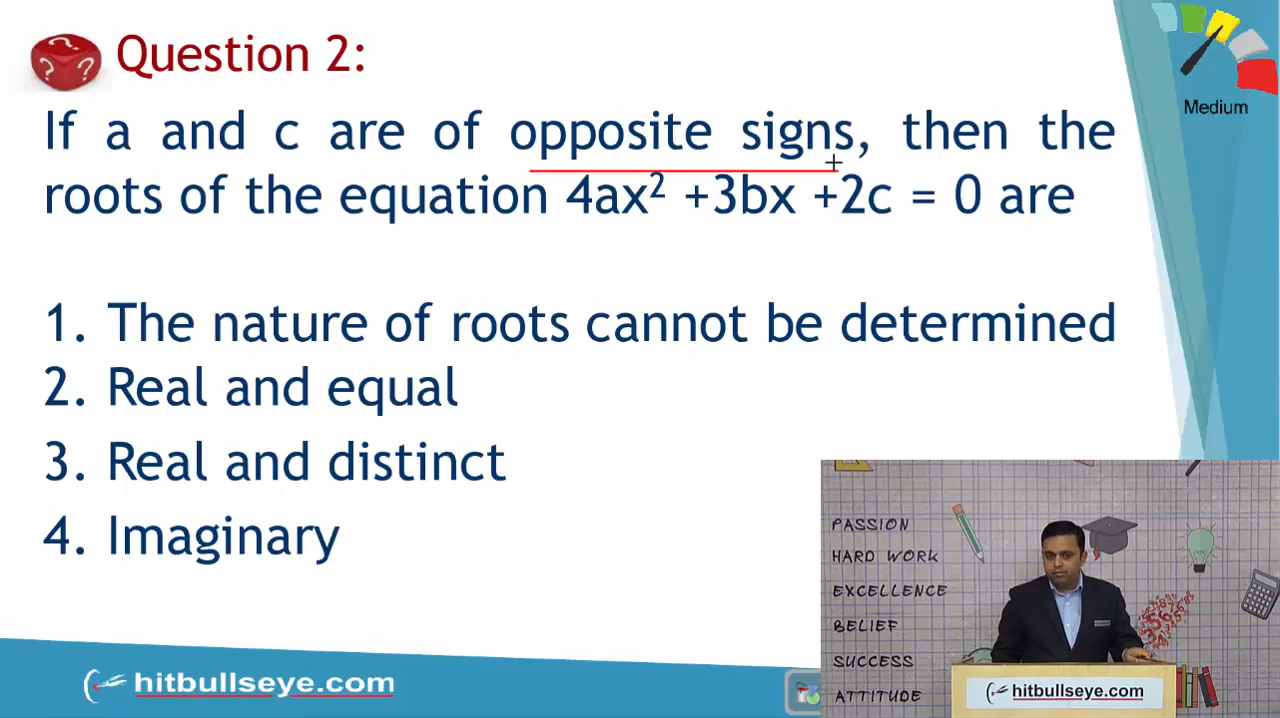 Question 2:
Medium
If a and c are of opposite signs, then the
roots of the equation 4ax² +3bx +2c = 0 are
1. The nature of roots cannot be determined
2. Real and equal
3. Real and distinct
4. Imaginary
PASSION
HARD WORK
EXCELLENCE
BELIEF
SUCCESS
ATTITUDE
hitbullseye.com
hitbullseye.com